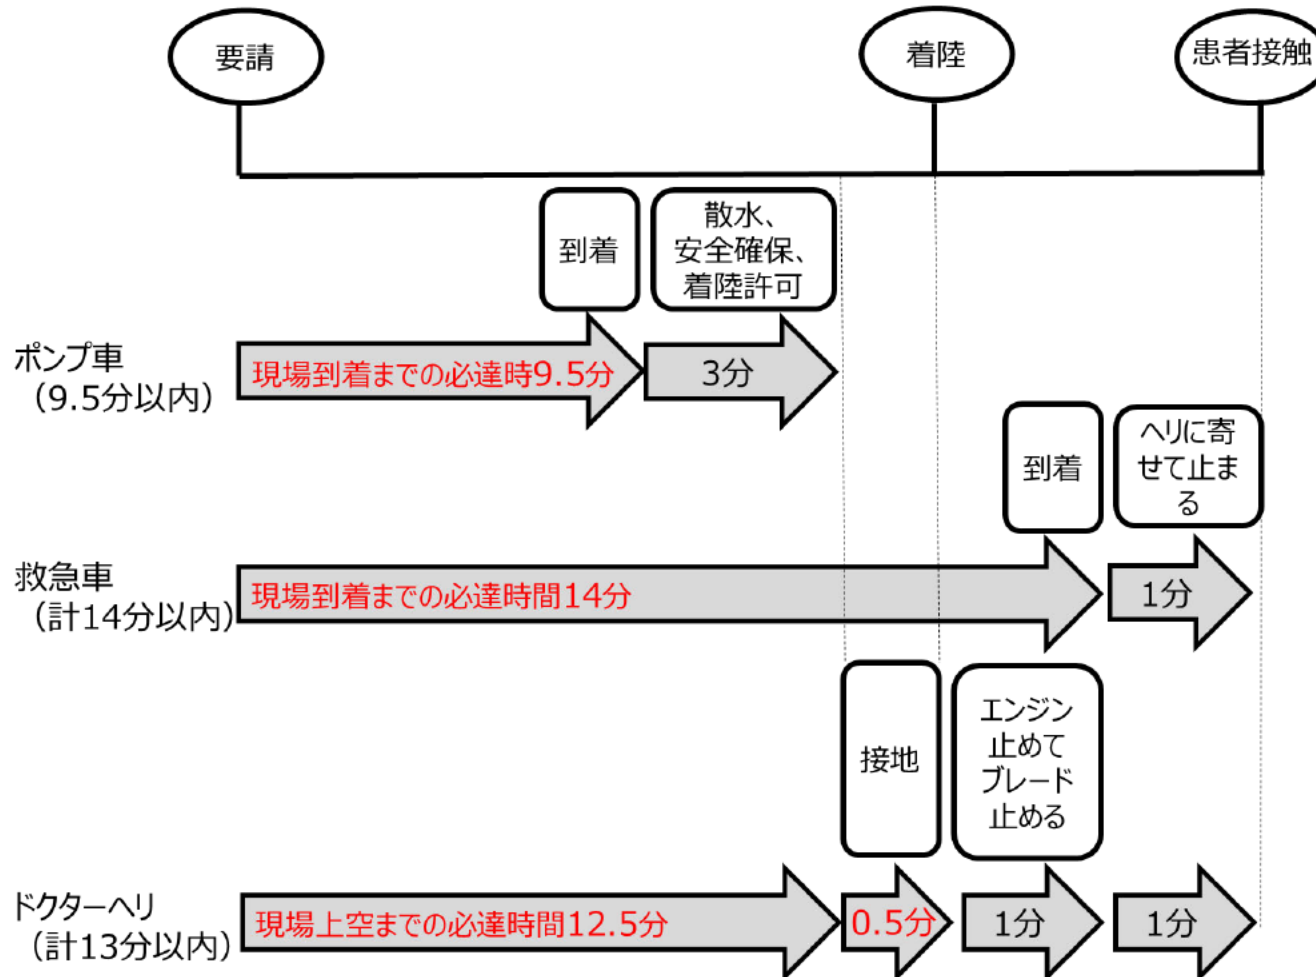 要請
着陸
患者接触
到着
散水、
安全確保、
着陸許可
ポンプ車
（9.5分以内）
現場到着までの必達時9.5分
3分
到着
ヘリに寄
せて止ま
る
救急車
（計14分以内）
現場到着までの必達時間14分
1分
接地
エンジン
止めて
ブレード
止める
ドクターヘリ
（計13分以内）
現場上空までの必達時間12.5分
0.5分
1分
1分